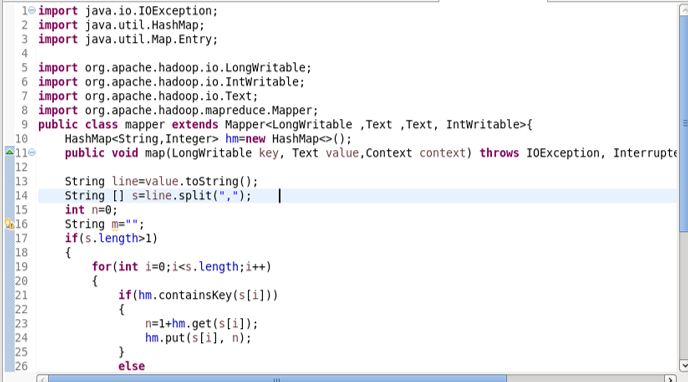 1 import java.io.IOException;
2 import java.util.HashMap;
3 import java.util.Map.Entry;
4
5 import org.apache.hadoop.io.LongWritable;
6 import org.apache.hadoop.io.IntWritable;
7 import org.apache.hadoop.io.Text;
8 import org.apache.hadoop.mapreduce.Mapper;
9 public class mapper extends Mapper<LongWritable ,Text ,Text, IntWritable>{
10 HashMap<String,Integer> hm=new HashMap<>();
11 public void map(LongWritable key, Text value,Context context) throws IOException, Interrupte
12
13 String line=value.toString();
14 String [] s=line.split(",");
15 int n=0;
16 String m="";
17 if(s.length>1)
18 {
19 for(int i=0;i<s.length;i++)
20 {
21 if(hm.containsKey(s[i]))
22 {
23 n=1+hm.get(s[i]);
24 hm.put(s[i], n);
25 }
26 else